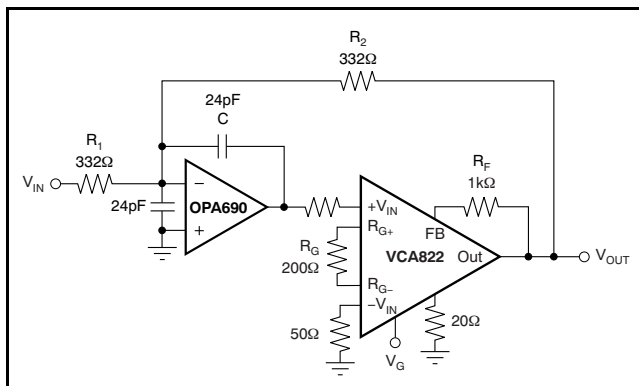 R2
332Ω
24pF
C
R1
332Ω
VIN
24pF
−
+
OPA690
RF
1kΩ
+VIN
FB
RG+
RG
200Ω
VCA822
Out
VOUT
RG−
−VIN
50Ω
20Ω
VG